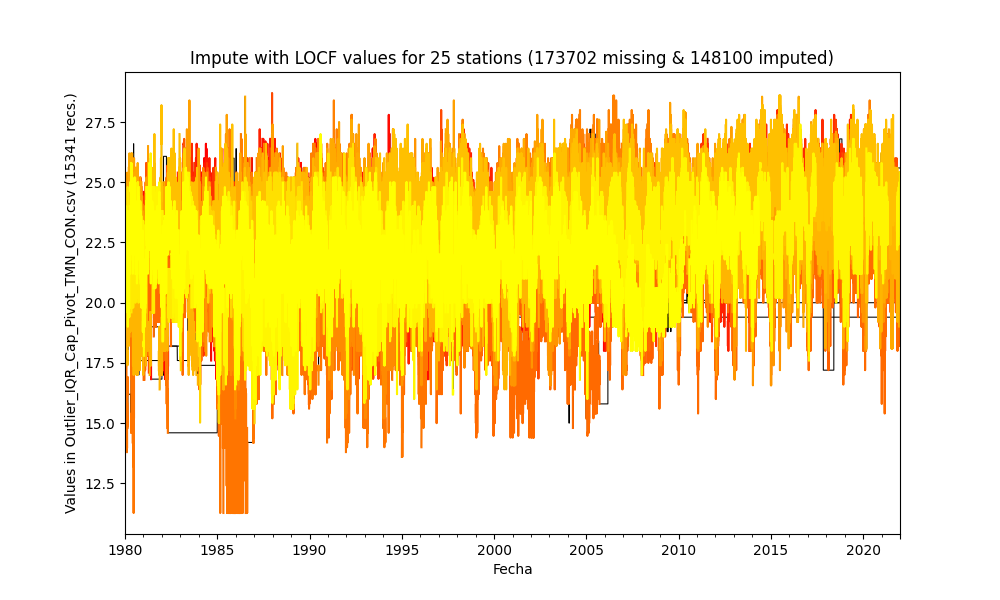 Impute with LOCF values for 25 stations (173702 missing & 148100 imputed)
Values in Outlier_IQR_Cap_Pivot_TMN_CON.csv (15341 recs.)
27.5
25.0
22.5
20.0
17.5
15.0
12.5
1980 1985 1990 1995 2000 2005 2010 2015 2020
Fecha